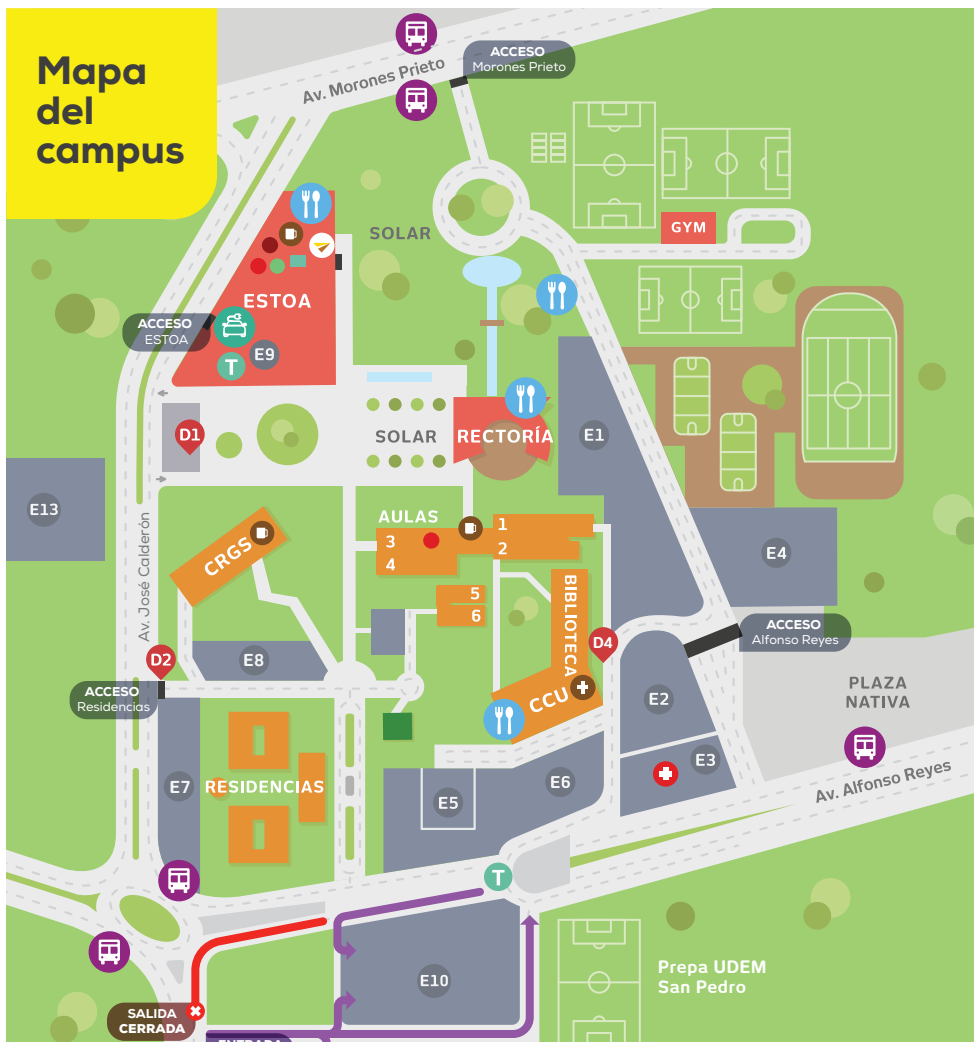 Mapa
del
campus
Av. Morones Prieto
ACCESO
Morones Prieto
SOLAR
GYM
ESTOA
ACCESO
ESTOA
T
E9
D1
SOLAR
RECTORÍA
E1
E13
AULAS
1
2
3
4
5
6
CRGS
Av. José Calderón
BIBLIOTECA
E4
ACCESO
Alfonso Reyes
D2
E8
D4
ACCESO
Residencias
CCU
E2
PLAZA
NATIVA
E3
E7
RESIDENCIAS
E5
E6
Av. Alfonso Reyes
T
E10
Prepa UDEM
San Pedro
SALIDA
CERRADA
ENTRADA